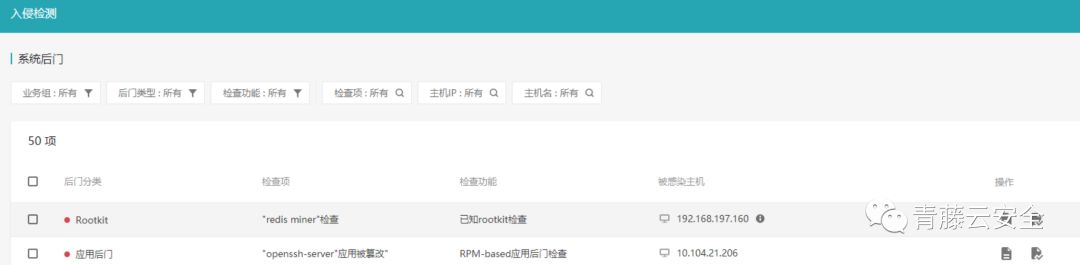 入侵检测
系统后门
业务组 : 所有 后门类型 : 所有 检查功能 : 所有 检查项 : 所有 主机IP : 所有 主机名 : 所有
50 项
后门分类 检查项 检查功能 被感染主机 操作
Rootkit "redis miner"检查 已知rootkit检查 192.168.197.160
青藤云安全
应用后门 "openssh-server"应用被篡改" RPM-based应用后门检查 10.104.21.206